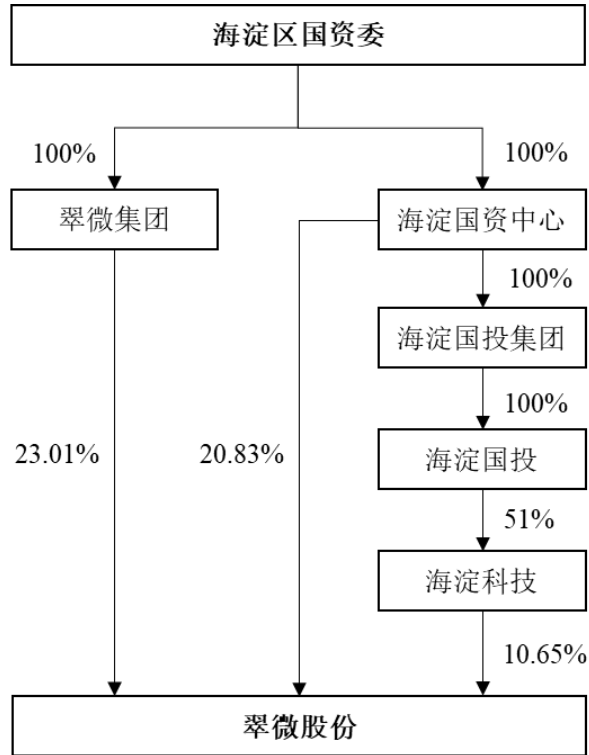 海淀区国资委
100%
100%
翠微集团
海淀国资中心
100%
海淀国投集团
100%
23.01%
20.83%
海淀国投
51%
海淀科技
10.65%
翠微股份